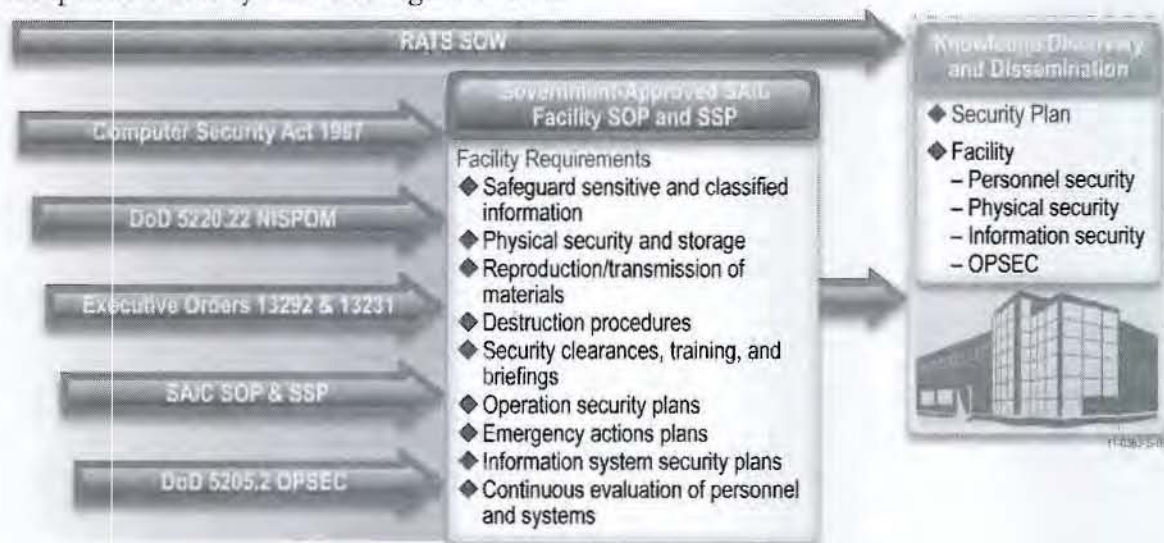 RATS SOW
Computer Security Act 1987
DoD 5220.22 NISPOM
Executive Orders 13292 & 13231
SAIC SOP & SSP
DoD 5205.2 OPSEC
Government-Approved SAIC
Facility SOP and SSP
Facility Requirements
◆ Safeguard sensitive and classified
information
◆ Physical security and storage
◆ Reproduction/transmission of
materials
◆ Destruction procedures
◆ Security clearances, training, and
briefings
◆ Operation security plans
◆ Emergency actions plans
◆ Information system security plans
◆ Continuous evaluation of personnel
and systems
Knowledge Discovery
and Dissemination
◆ Security Plan
◆ Facility
– Personnel security
– Physical security
– Information security
– OPSEC